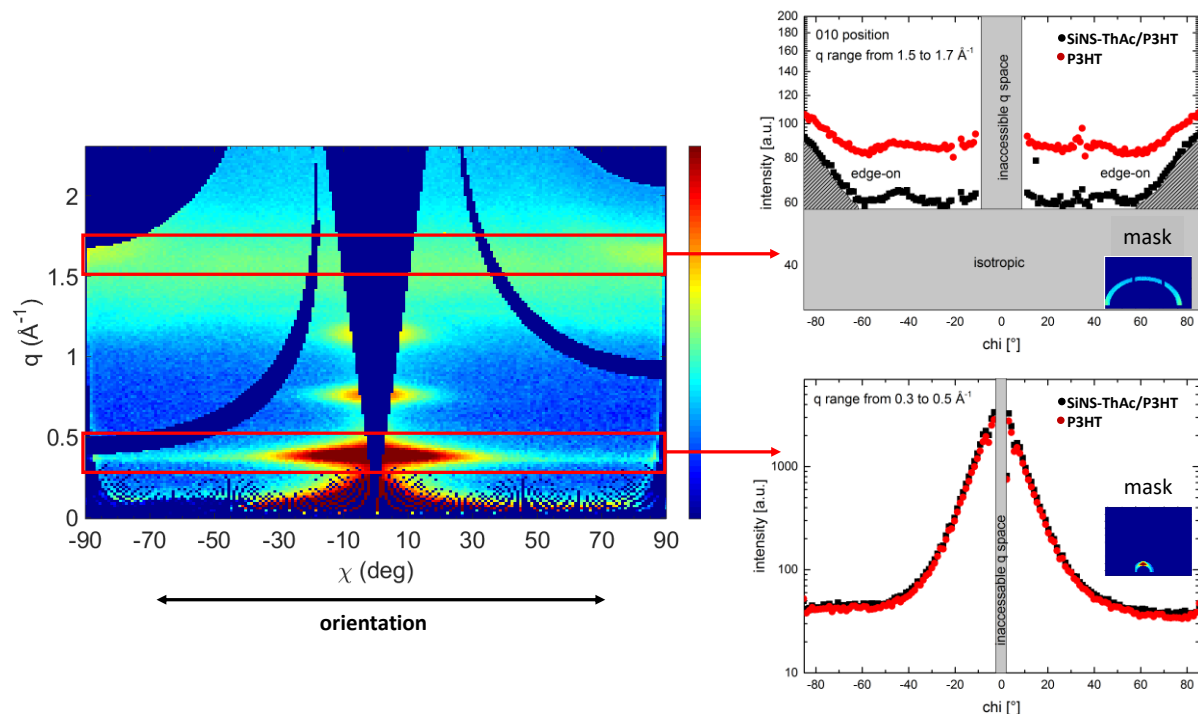 q (Å⁻¹)
2
1.5
1
0.5
0
-90
-70
-50
-30
-10
10
30
50
70
90
χ (deg)
orientation
200
180
160
140
120
100
80
60
40
intensity [a.u.]
010 position
q range from 1.5 to 1.7 Å⁻¹
SiNS-ThAc/P3HT
P3HT
inaccessible q space
edge-on
edge-on
mask
isotropic
-80 -60 -40 -20 0 20 40 60 80
chi [°]
q range from 0.3 to 0.5 Å⁻¹
SiNS-ThAc/P3HT
P3HT
1000
100
10
intensity [a.u.]
mask
inaccessable q space
-80 -60 -40 -20 0 20 40 60 80
chi [°]